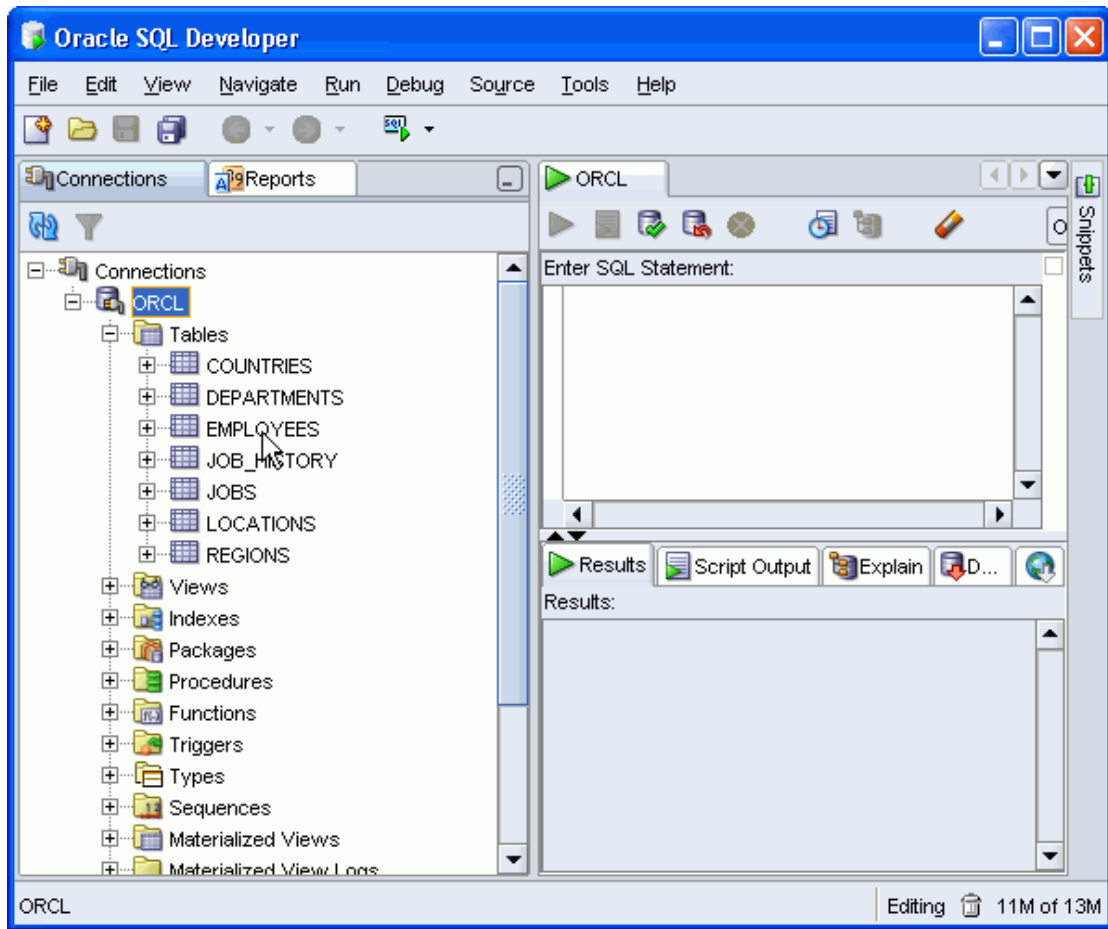 Oracle SQL Developer
File Edit View Navigate Run Debug Source Tools Help
Connections
Reports
ORCL
Snippets
Connections
ORCL
Tables
COUNTRIES
DEPARTMENTS
EMPLOYEES
JOB_HISTORY
JOBS
LOCATIONS
REGIONS
Views
Indexes
Packages
Procedures
Functions
Triggers
Types
Sequences
Materialized Views
Materialized View Logs
Enter SQL Statement:
Results Script Output Explain D...
Results:
ORCL
Editing 11M of 13M